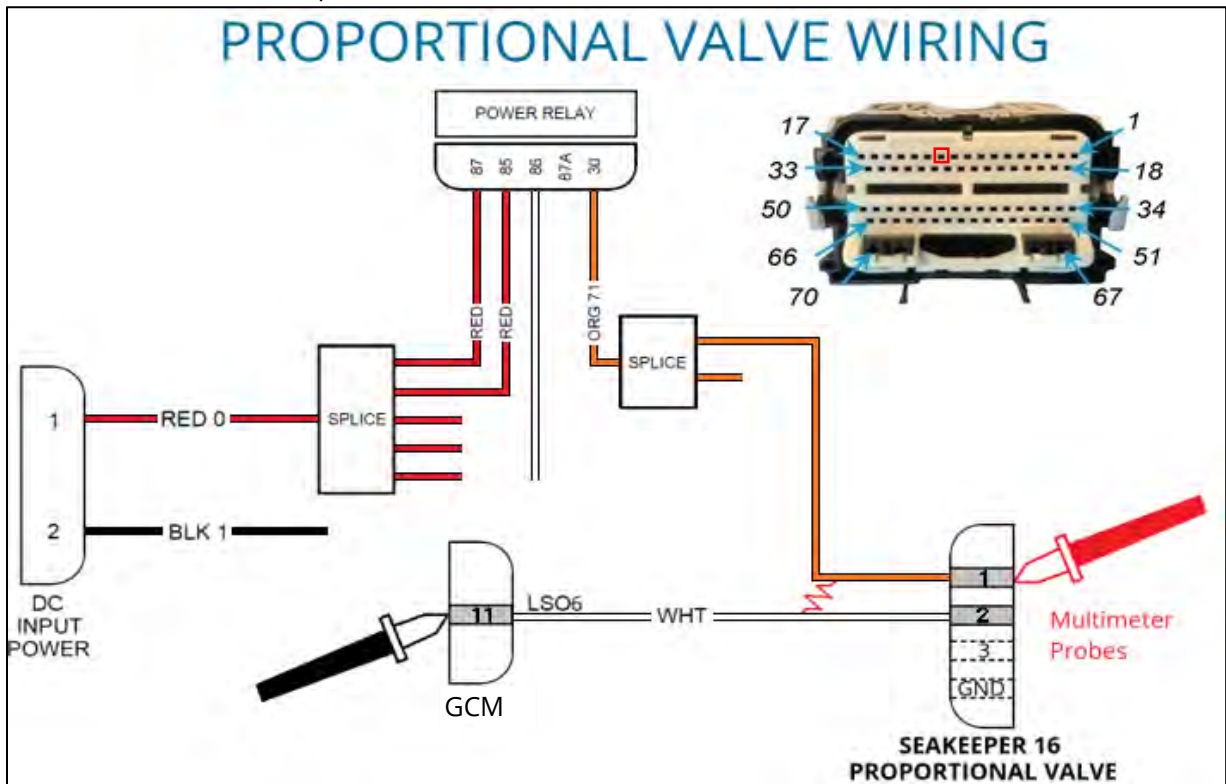 PROPORTIONAL VALVE WIRING
POWER RELAY
87
85
86
87A
30
17
1
33
18
50
34
66
51
70
67
RED
RED
ORG 71
SPLICE
SPLICE
1
RED 0
2
BLK 1
DC
INPUT
POWER
11
LSO6
WHT
GCM
1
2
3
GND
Multimeter
Probes
SEAKEEPER 16
PROPORTIONAL VALVE